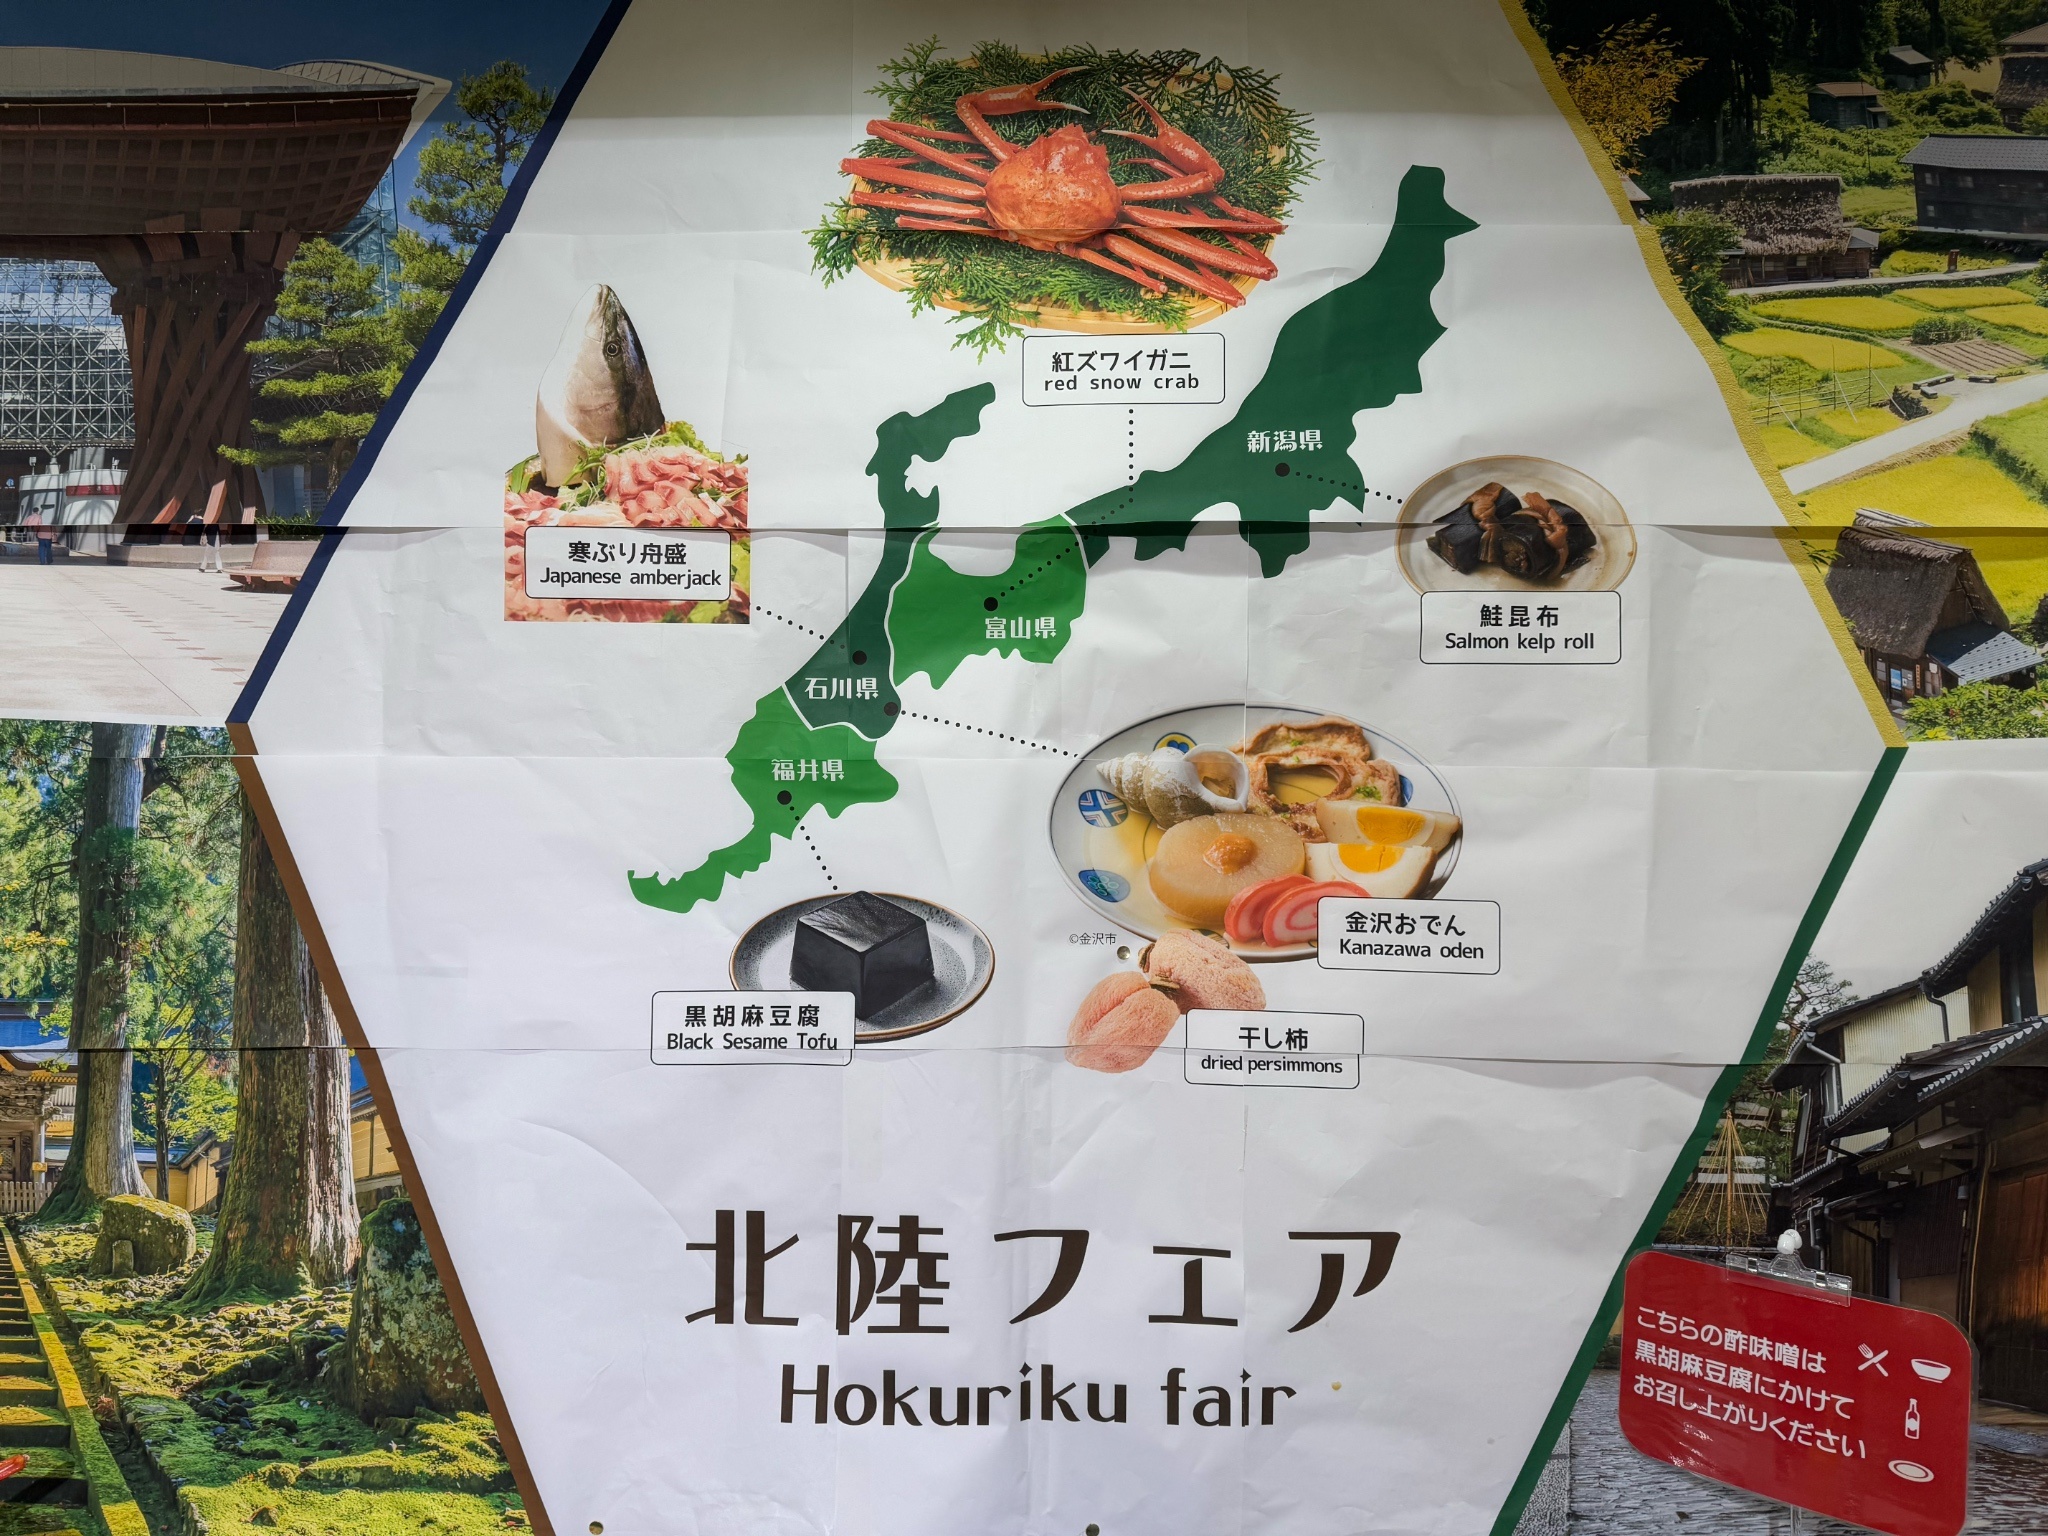 紅ズワイガニ
red snow crab
新潟県
寒ぶり舟盛
Japanese amberjack
鮭昆布
Salmon kelp roll
富山県
石川県
福井県
金沢おでん
Kanazawa oden
©金沢市
黒胡麻豆腐
Black Sesame Tofu
干し柿
dried persimmons
北陸フェア
Hokuriku fair
こちらの酢味噌は
黒胡麻豆腐にかけて
お召し上がりください